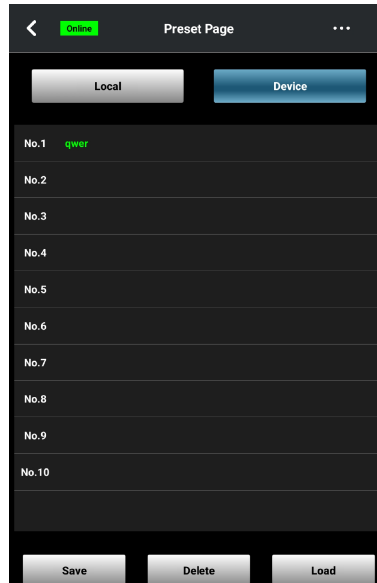 Online Preset Page ...
Local Device
No.1 qwer
No.2
No.3
No.4
No.5
No.6
No.7
No.8
No.9
No.10
Save Delete Load